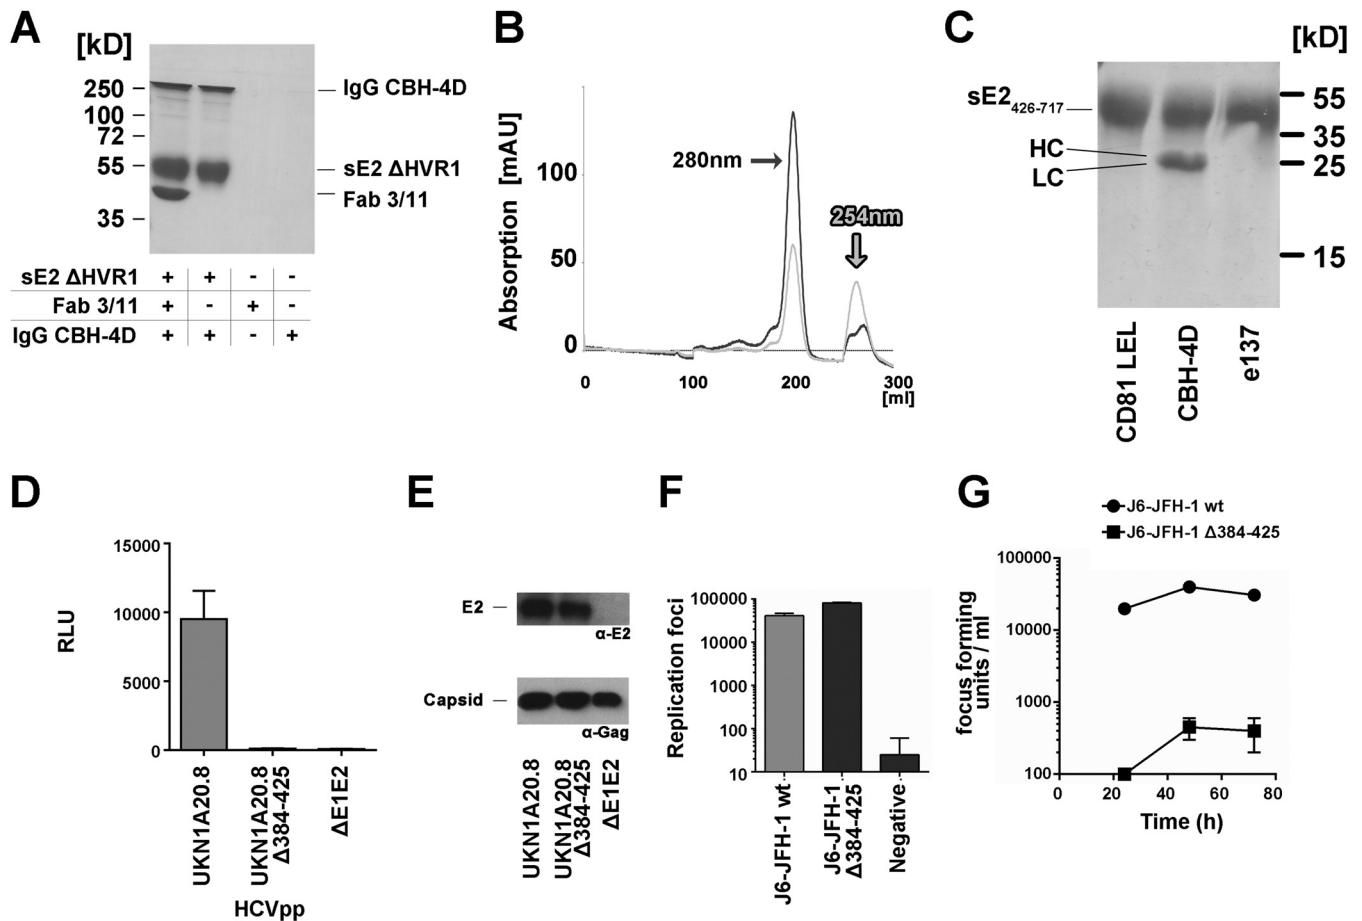 A
[kD]
250
100
72
55
35
IgG CBH-4D
sE2 ΔHVR1
Fab 3/11
sE2 ΔHVR1 + + - -
Fab 3/11 + - + -
IgG CBH-4D + + - +
B
Absorption [mAU]
100
50
0
280nm
254nm
0 100 200 300
[ml]
C
[kD]
sE2426-717
HC
LC
55
35
25
15
CD81 LEL
CBH-4D
e137
D
RLU
15000
10000
5000
0
UKN1A20.8
UKN1A20.8
Δ384-425
ΔE1E2
HCVpp
E
E2
α-E2
Capsid
α-Gag
UKN1A20.8
UKN1A20.8
Δ384-425
ΔE1E2
F
Replication foci
100000
10000
1000
100
10
J6-JFH-1 wt
J6-JFH-1
Δ384-425
Negative
G
J6-JFH-1 wt
J6-JFH-1 Δ384-425
focus forming
units / ml
100000
10000
1000
100
0 20 40 60 80
Time (h)